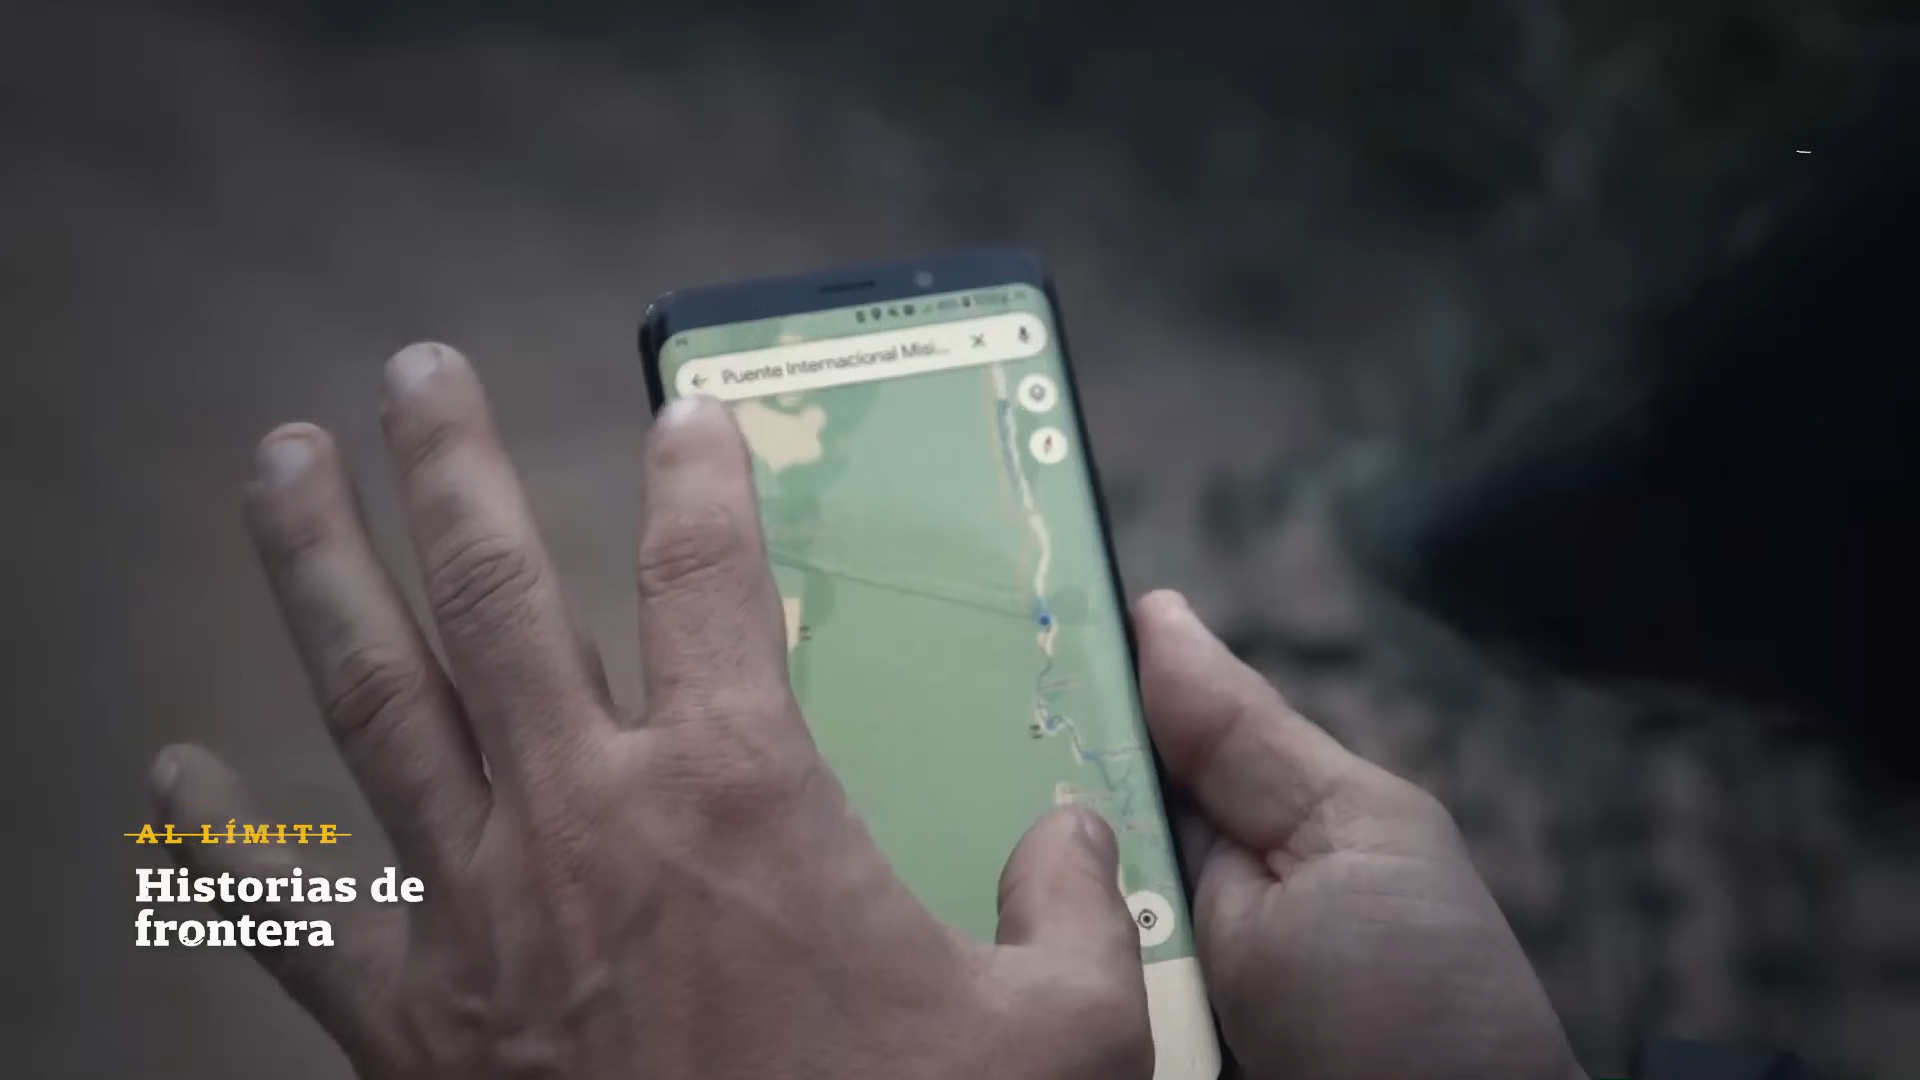 Puente Internacional Misi...
AL LÍMITE
Historias de
frontera